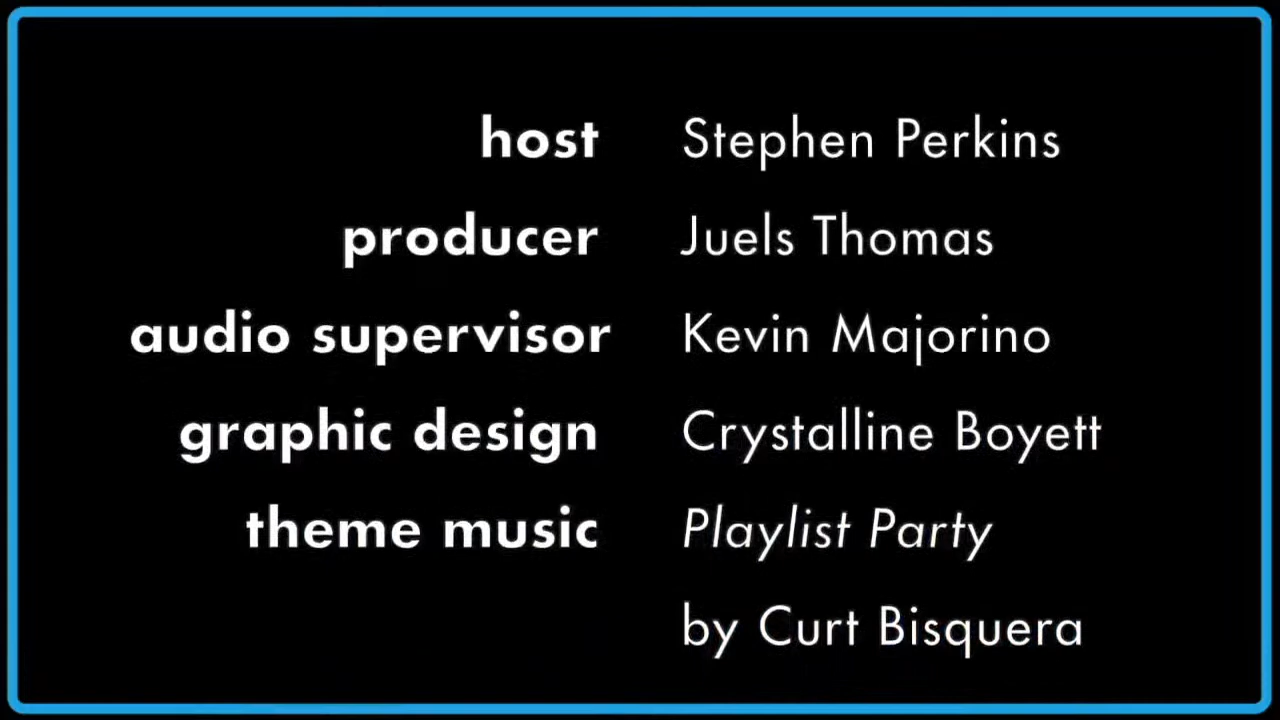 host Stephen Perkins
producer Juels Thomas
audio supervisor Kevin Majorino
graphic design Crystalline Boyett
theme music Playlist Party
by Curt Bisquera